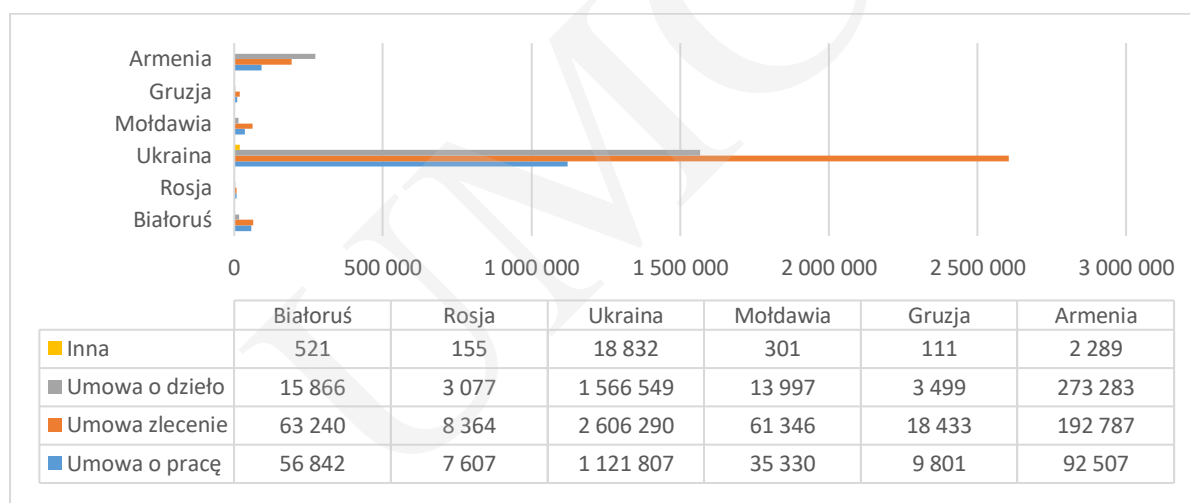 Armenia
Gruzja
Mołdawia
Ukraina
Rosja
Białoruś
0 500 000 1 000 000 1 500 000 2 000 000 2 500 000 3 000 000
Białoruś Rosja Ukraina Mołdawia Gruzja Armenia
Inna 521 155 18 832 301 111 2 289
Umowa o dzieło 15 866 3 077 1 566 549 13 997 3 499 273 283
Umowa zlecenie 63 240 8 364 2 606 290 61 346 18 433 192 787
Umowa o pracę 56 842 7 607 1 121 807 35 330 9 801 92 507
UMC